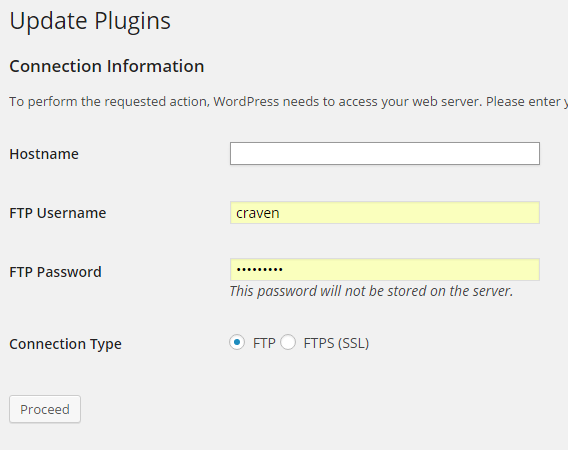 Update Plugins
Connection Information
To perform the requested action, WordPress needs to access your web server. Please enter
Hostname
FTP Username craven
FTP Password •••••••••
This password will not be stored on the server.
Connection Type FTP FTPS (SSL)
Proceed